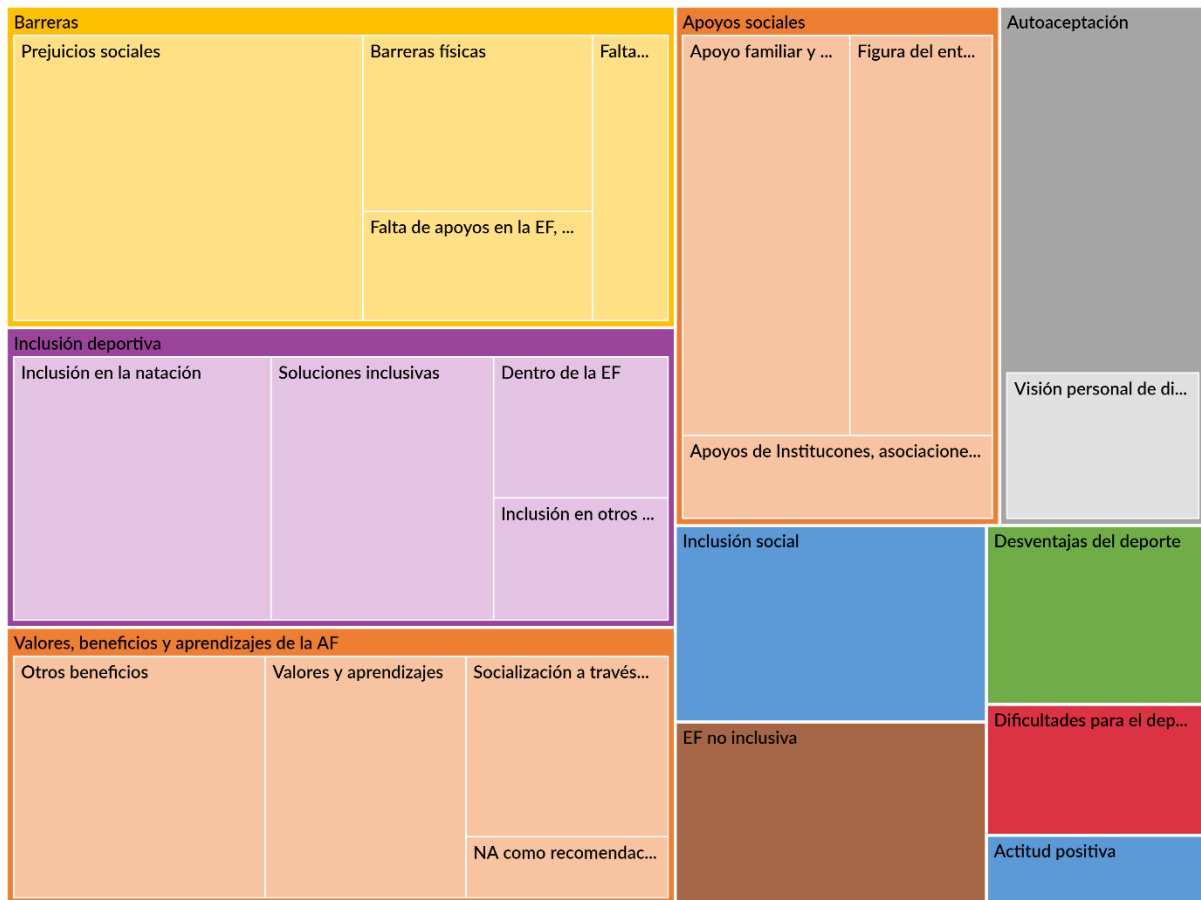 Barreras
Prejuicios sociales
Barreras físicas
Falta...
Falta de apoyos en la EF, ...
Inclusión deportiva
Inclusión en la natación
Soluciones inclusivas
Dentro de la EF
Inclusión en otros ...
Valores, beneficios y aprendizajes de la AF
Otros beneficios
Valores y aprendizajes
Socialización a través...
NA como recomendac...
Apoyos sociales
Apoyo familiar y ...
Figura del ent...
Apoyos de Institucones, asociacione...
Autoaceptación
Visión personal de di...
Inclusión social
EF no inclusiva
Desventajas del deporte
Dificultades para el dep...
Actitud positiva